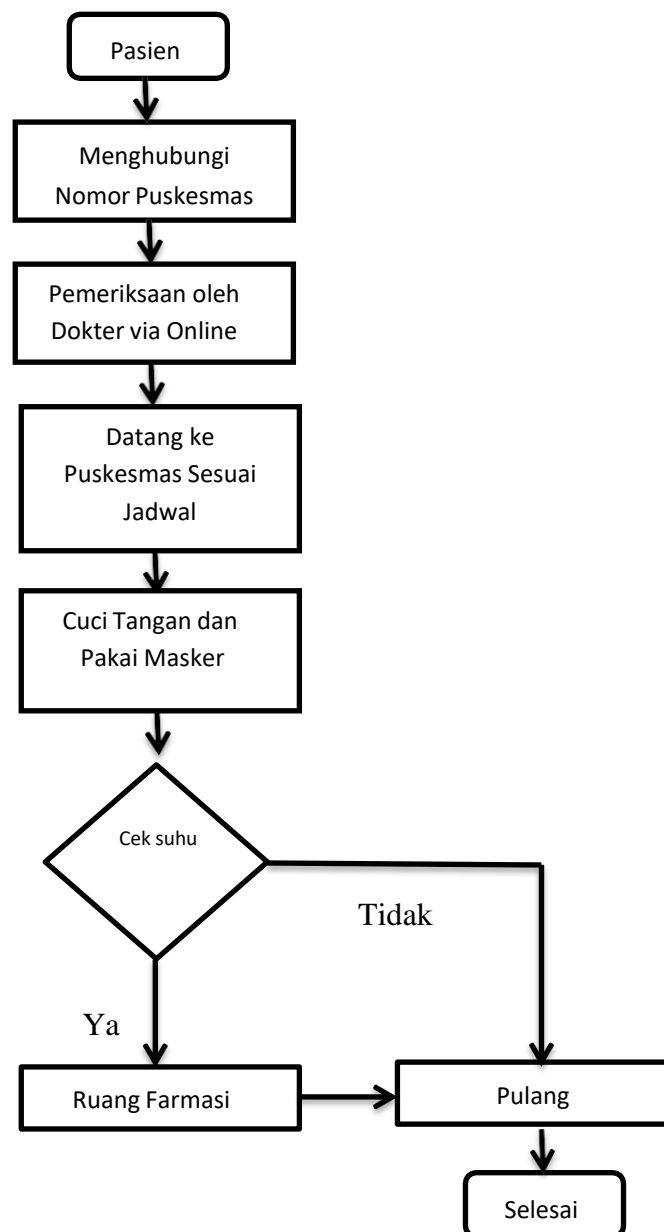 Pasien
Menghubungi
Nomor Puskesmas
Pemeriksaan oleh
Dokter via Online
Datang ke
Puskesmas Sesuai
Jadwal
Cuci Tangan dan
Pakai Masker
Cek suhu
Tidak
Ya
Ruang Farmasi
Pulang
Selesai